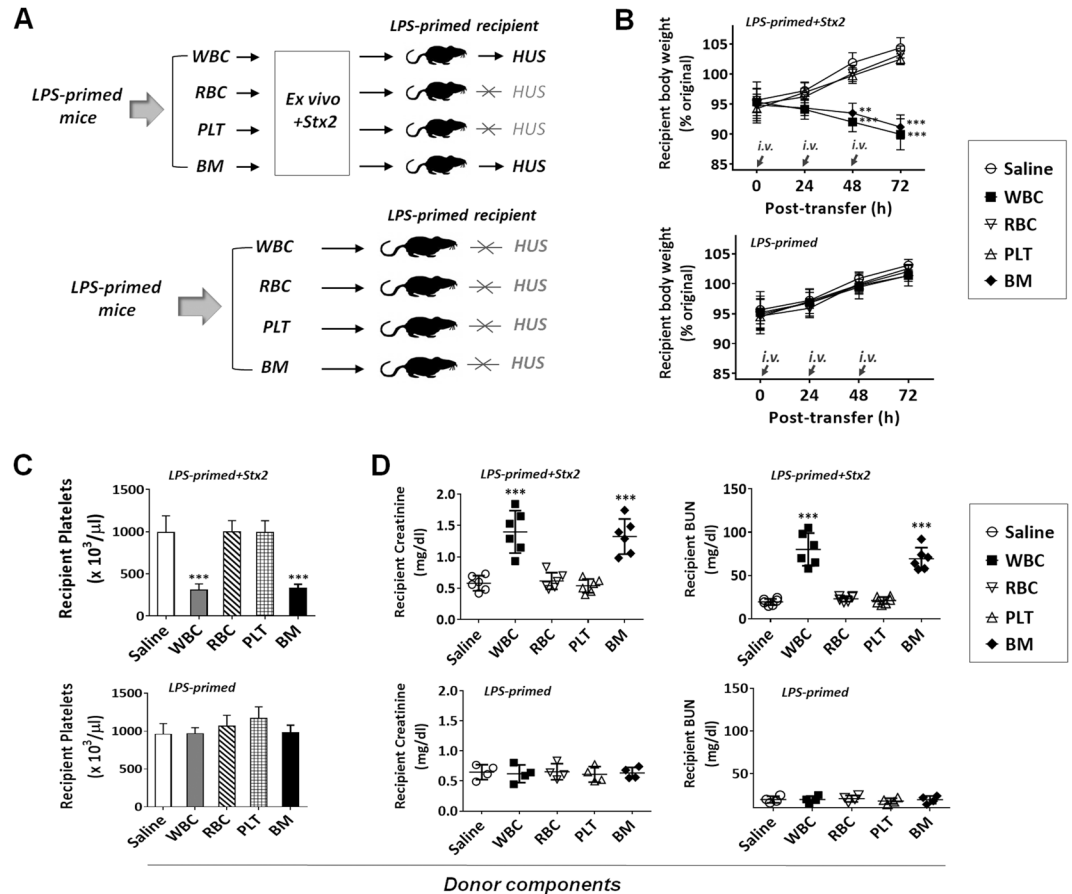 A
LPS-primed recipient
LPS-primed
mice
WBC
RBC
PLT
BM
Ex vivo
+Stx2
HUS
HUS
HUS
HUS
LPS-primed recipient
LPS-primed
mice
WBC
RBC
PLT
BM
HUS
HUS
HUS
HUS
B
LPS-primed+Stx2
Recipient body weight
(% original)
105
100
95
90
85
**
***
***
***
i.v.
i.v.
i.v.
0 24 48 72
Post-transfer (h)
LPS-primed
Recipient body weight
(% original)
105
100
95
90
85
i.v.
i.v.
i.v.
0 24 48 72
Post-transfer (h)
Saline
WBC
RBC
PLT
BM
C
LPS-primed+Stx2
Recipient Platelets
(x 10³/μl)
1500
1000
500
0
***
***
Saline WBC RBC PLT BM
LPS-primed
Recipient Platelets
(x 10³/μl)
1500
1000
500
0
Saline WBC RBC PLT BM
D
LPS-primed+Stx2
Recipient Creatinine
(mg/dl)
2.0
1.5
1.0
0.5
0.0
***
***
Saline WBC RBC PLT BM
LPS-primed+Stx2
Recipient BUN
(mg/dl)
150
100
50
0
***
***
Saline WBC RBC PLT BM
LPS-primed
Recipient Creatinine
(mg/dl)
2.0
1.5
1.0
0.5
0.0
Saline WBC RBC PLT BM
LPS-primed
Recipient BUN
(mg/dl)
150
100
50
Saline WBC RBC PLT BM
Saline
WBC
RBC
PLT
BM
Donor components